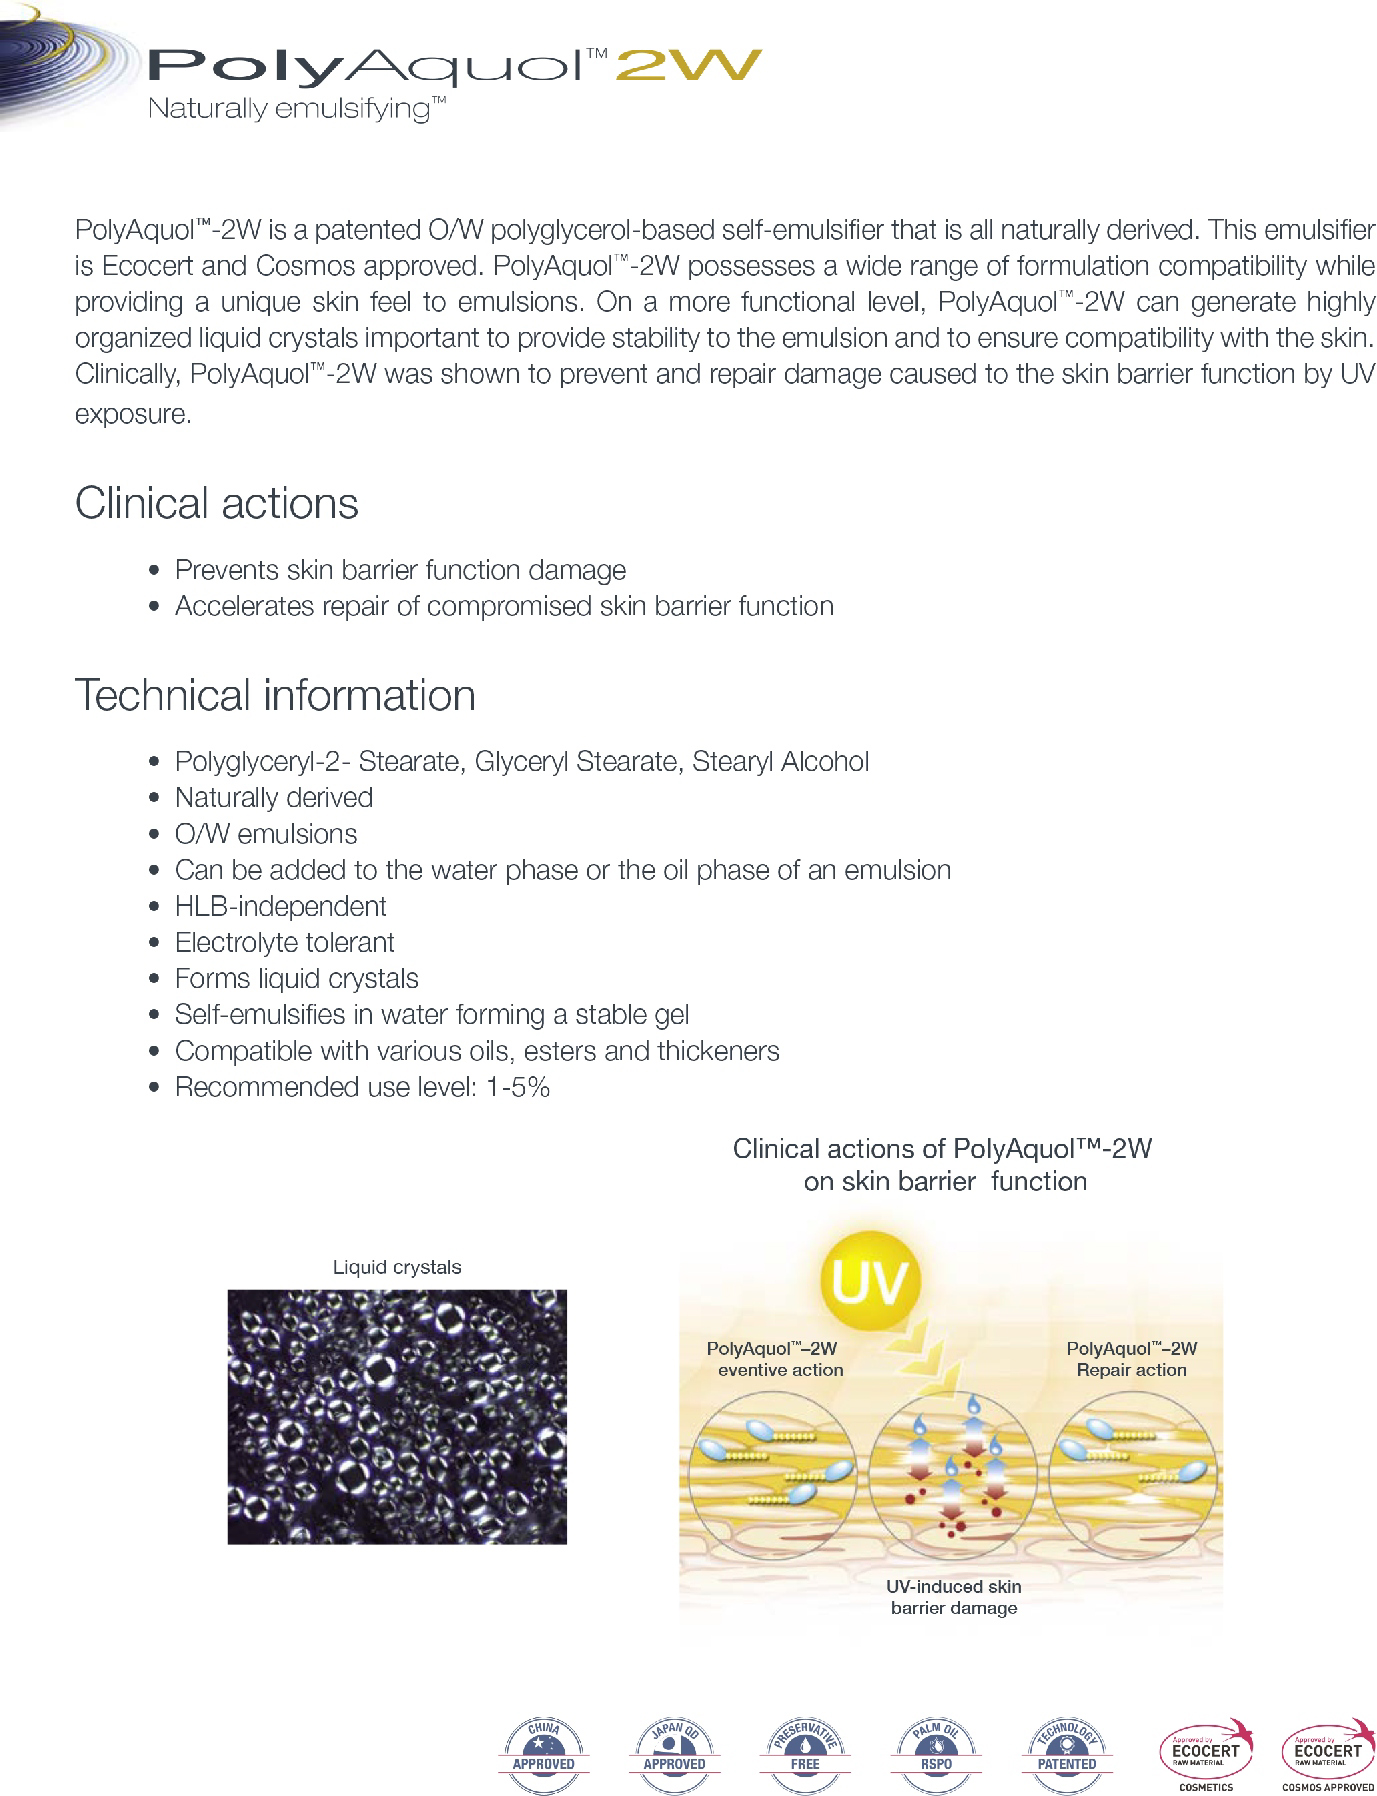 PolyAquol™ 2W
Naturally emulsifying™
PolyAquol™-2W is a patented O/W polyglycerol-based self-emulsifier that is all naturally derived. This emulsifier
is Ecocert and Cosmos approved. PolyAquol™-2W possesses a wide range of formulation compatibility while
providing a unique skin feel to emulsions. On a more functional level, PolyAquol™-2W can generate highly
organized liquid crystals important to provide stability to the emulsion and to ensure compatibility with the skin.
Clinically, PolyAquol™-2W was shown to prevent and repair damage caused to the skin barrier function by UV
exposure.
Clinical actions
• Prevents skin barrier function damage
• Accelerates repair of compromised skin barrier function
Technical information
• Polyglyceryl-2- Stearate, Glyceryl Stearate, Stearyl Alcohol
• Naturally derived
• O/W emulsions
• Can be added to the water phase or the oil phase of an emulsion
• HLB-independent
• Electrolyte tolerant
• Forms liquid crystals
• Self-emulsifies in water forming a stable gel
• Compatible with various oils, esters and thickeners
• Recommended use level: 1-5%
Clinical actions of PolyAquol™-2W
on skin barrier function
Liquid crystals
UV
PolyAquol™–2W
eventive action
PolyAquol™–2W
Repair action
UV-induced skin
barrier damage
CHINA
APPROVED
JAPAN QD
APPROVED
PRESERVATIVE
FREE
PALM OIL
RSPO
TECHNOLOGY
PATENTED
Approved by
ECOCERT
RAW MATERIAL
COSMETICS
Approved by
ECOCERT
RAW MATERIAL
COSMOS APPROVED